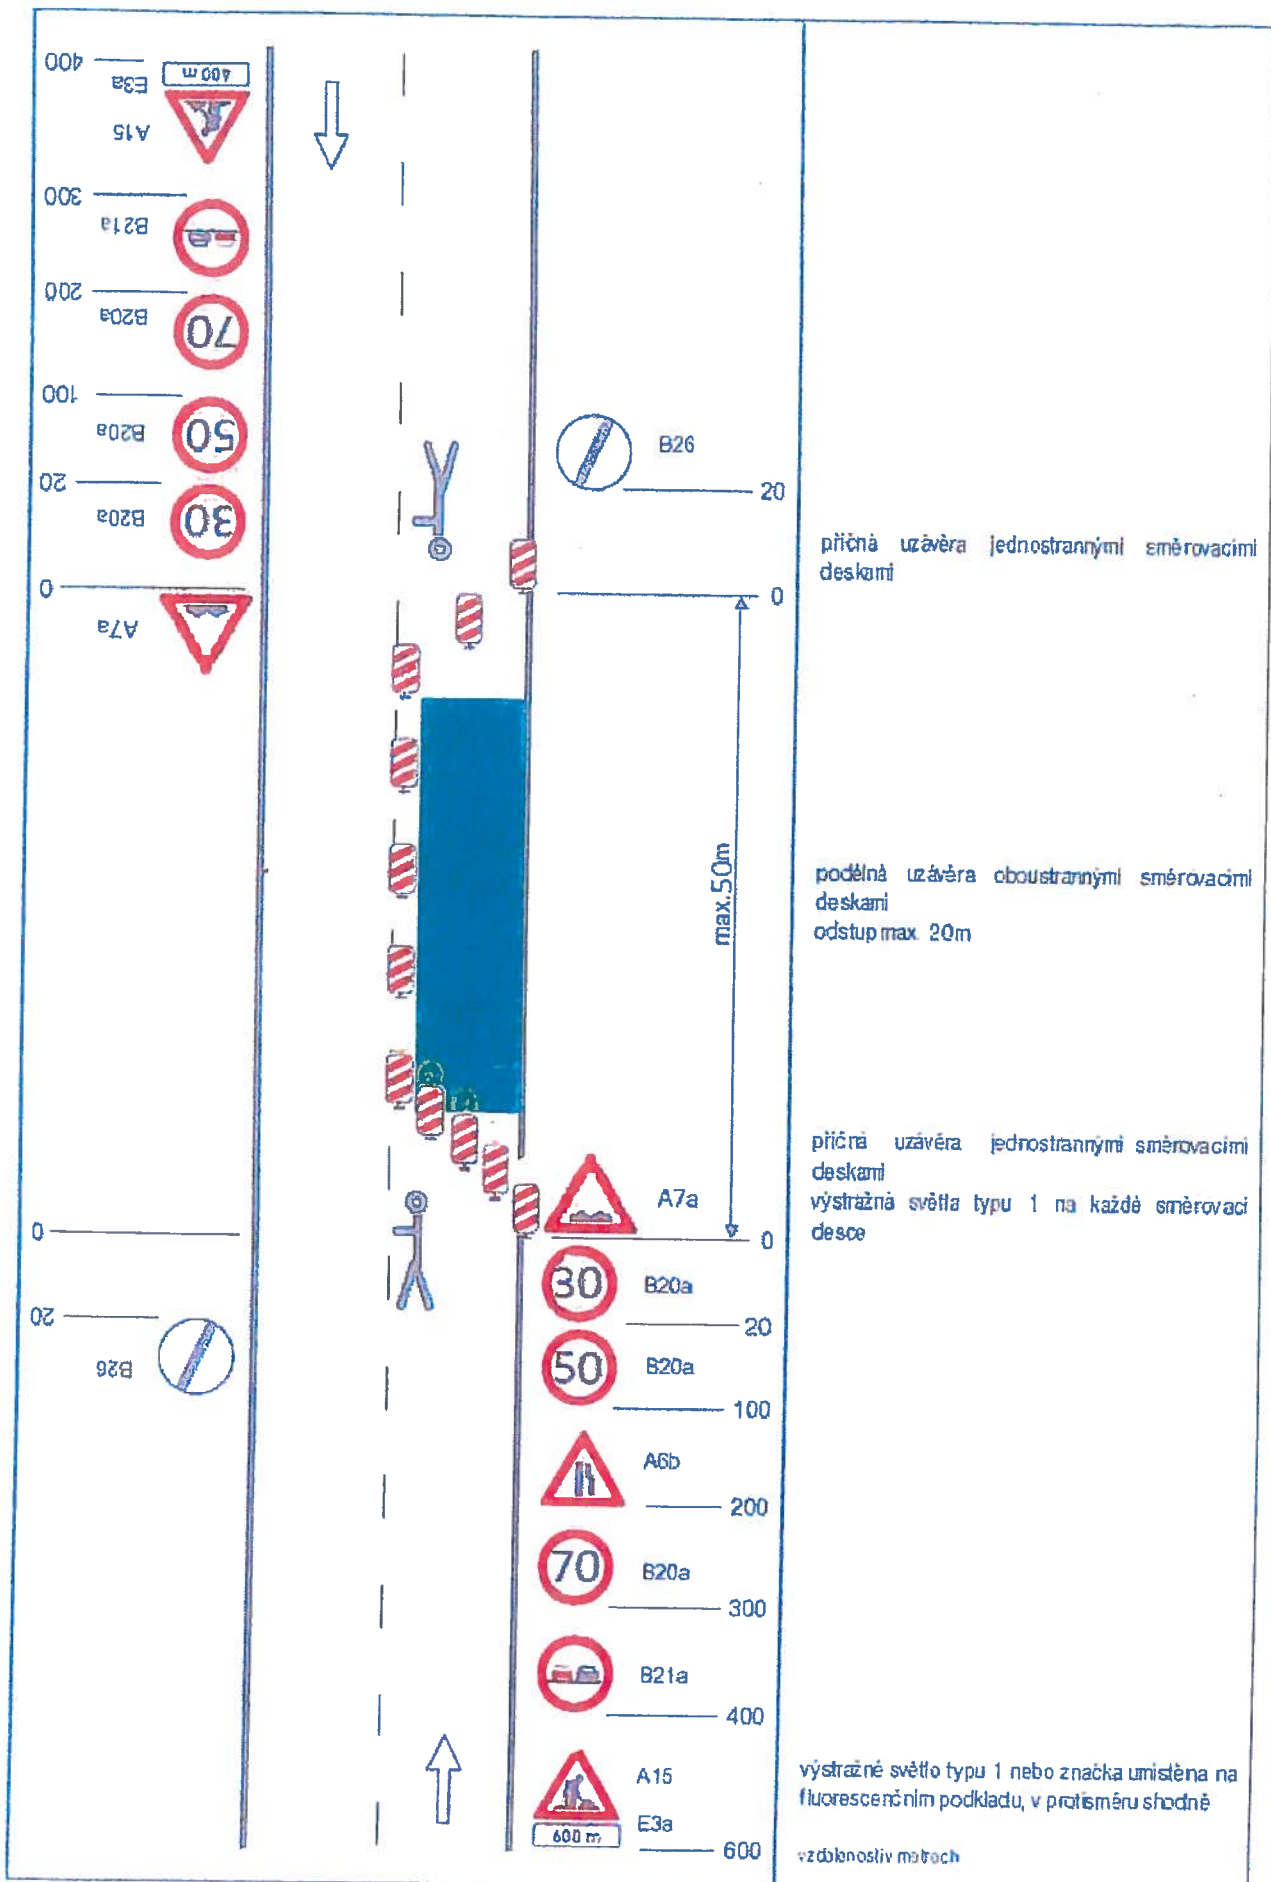 400
E3a
400 m
A15
300
B21a
200
B20a
70
100
B20a
50
20
B20a
30
0
A7a
B26
20
příčná uzávěra jednostrannými směrovacími
deskami
0
max.50m
podélná uzávěra oboustrannými směrovacími
deskami
odstup max. 20m
příčná uzávěra jednostrannými směrovacími
deskami
výstražná světla typu 1 na každé směrovací
desce
A7a
0
0
30
B20a
20
20
B26
50
B20a
100
A6b
200
70
B20a
300
B21a
400
A15
E3a
600 m
600
výstražné světlo typu 1 nebo značka umístěna na
fluorescenčním podkladu, v protisměru shodně
vzdálenosti v metrech